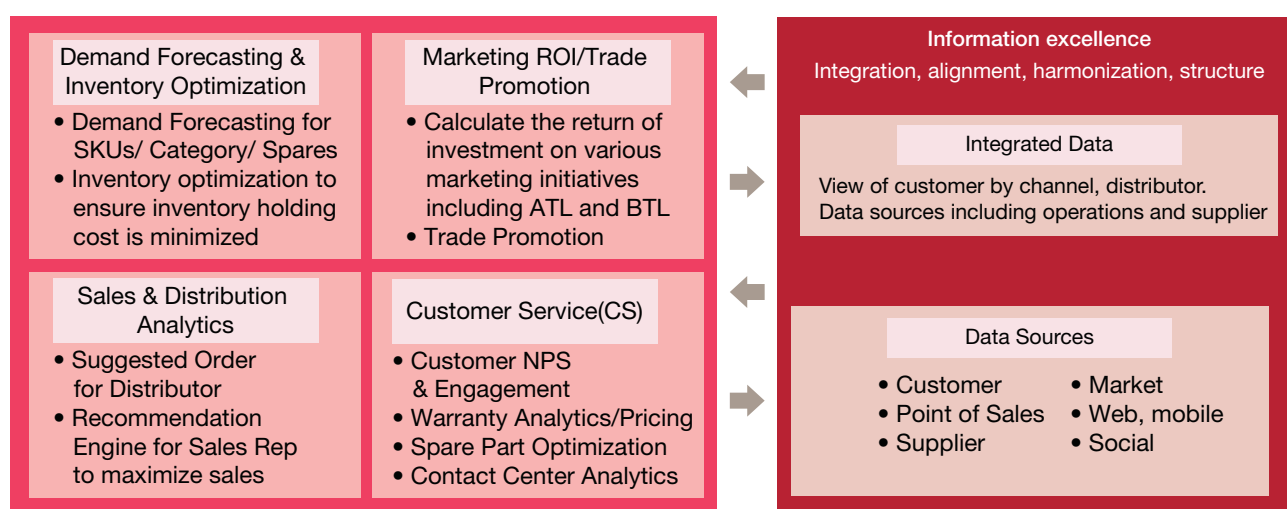 Demand Forecasting &
Inventory Optimization
• Demand Forecasting for
SKUs/ Category/ Spares
• Inventory optimization to
ensure inventory holding
cost is minimized
Marketing ROI/Trade
Promotion
• Calculate the return of
investment on various
marketing initiatives
including ATL and BTL
• Trade Promotion
Sales & Distribution
Analytics
• Suggested Order
for Distributor
• Recommendation
Engine for Sales Rep
to maximize sales
Customer Service(CS)
• Customer NPS
& Engagement
• Warranty Analytics/Pricing
• Spare Part Optimization
• Contact Center Analytics
Information excellence
Integration, alignment, harmonization, structure
Integrated Data
View of customer by channel, distributor.
Data sources including operations and supplier
Data Sources
• Customer
• Point of Sales
• Supplier
• Market
• Web, mobile
• Social